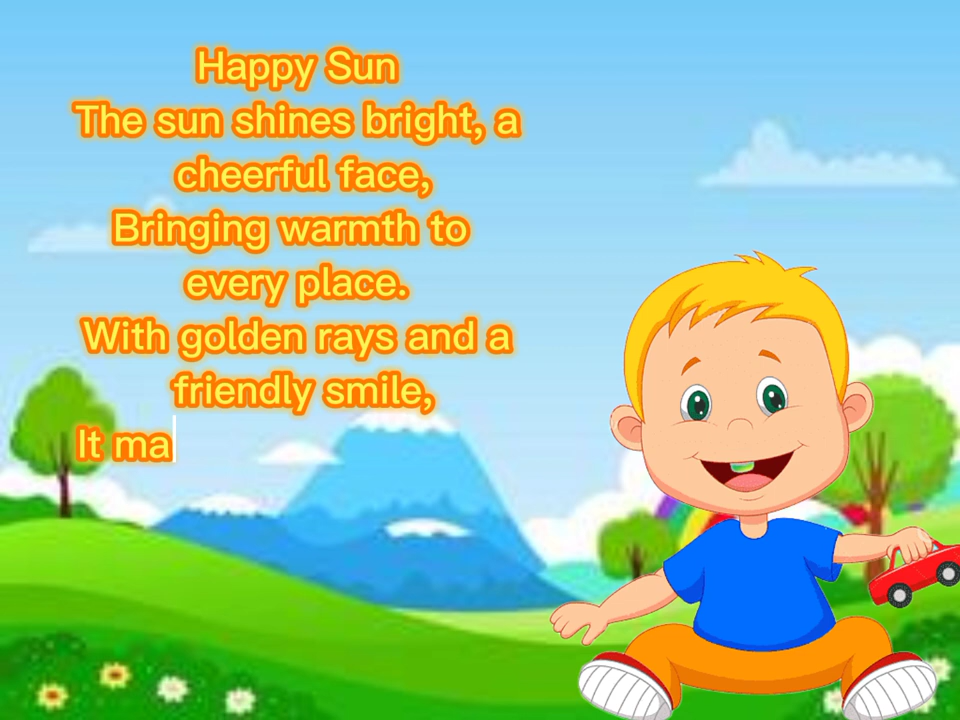 Happy Sun
The sun shines bright, a
cheerful face,
Bringing warmth to
every place.
With golden rays and a
friendly smile,
It ma